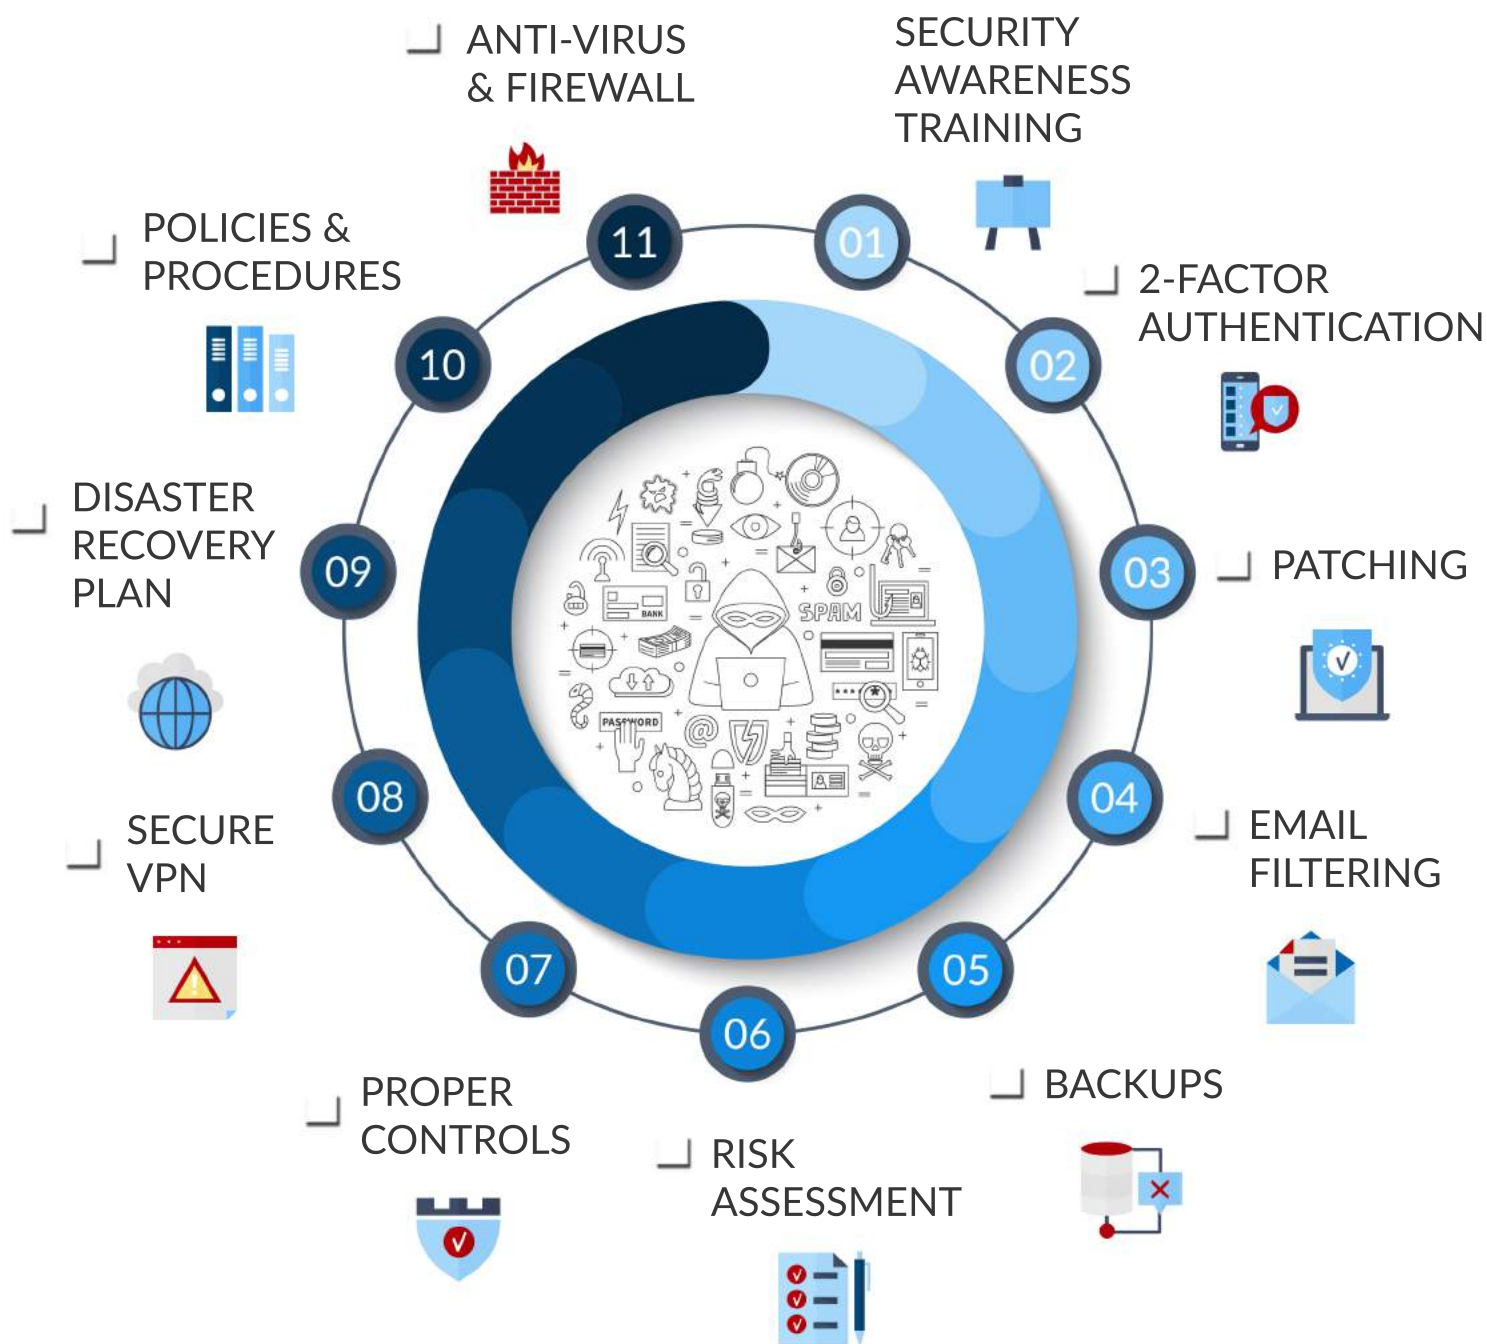 ANTI-VIRUS
& FIREWALL
SECURITY
AWARENESS
TRAINING
POLICIES &
PROCEDURES
11
01
2-FACTOR
AUTHENTICATION
10
02
DISASTER
RECOVERY
PLAN
09
03
PATCHING
BANK
SPAM
PASSWORD
@
08
04
SECURE
VPN
EMAIL
FILTERING
07
05
06
PROPER
CONTROLS
BACKUPS
RISK
ASSESSMENT